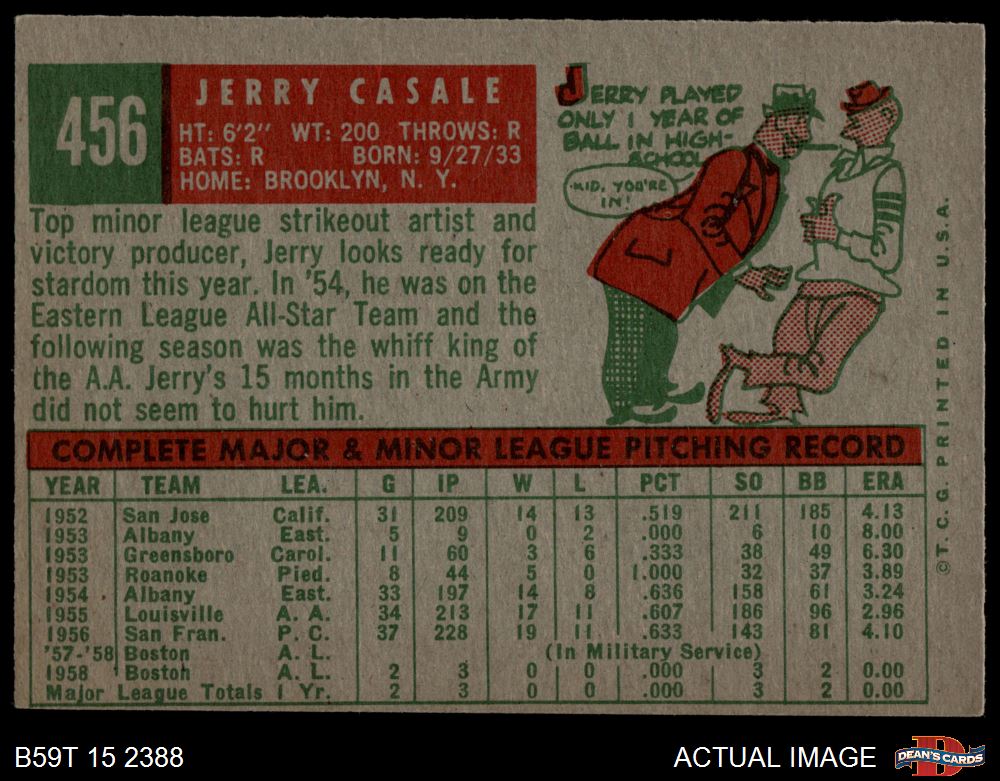 456
JERRY CASALE
HT: 6'2" WT: 200 THROWS: R
BATS: R BORN: 9/27/33
HOME: BROOKLYN, N. Y.
Top minor league strikeout artist and
victory producer, Jerry looks ready for
stardom this year. In '54, he was on the
Eastern League All-Star Team and the
following season was the whiff king of
the A.A. Jerry's 15 months in the Army
did not seem to hurt him.
JERRY PLAYED
ONLY 1 YEAR OF
BALL IN HIGH-
SCHOOL
KID, YOU'RE
IN!
COMPLETE MAJOR & MINOR LEAGUE PITCHING RECORD
YEAR TEAM LEA. G IP W L PCT SO BB ERA
1952 San Jose Calif. 31 209 14 13 .519 211 185 4.13
1953 Albany East. 5 9 0 2 .000 6 10 8.00
1953 Greensboro Carol. 11 60 3 6 .333 38 49 6.30
1953 Roanoke Pied. 8 44 5 0 1.000 32 37 3.89
1954 Albany East. 33 197 14 8 .636 158 61 3.24
1955 Louisville A. A. 34 213 17 11 .607 186 96 2.96
1956 San Fran. P. C. 37 228 19 11 .633 143 81 4.10
'57-'58 Boston A. L. (In Military Service)
1958 Boston A. L. 2 3 0 0 .000 3 2 0.00
Major League Totals 1 Yr. 2 3 0 0 .000 3 2 0.00
©T. C. G. PRINTED IN U.S.A.
B59T 15 2388
ACTUAL IMAGE
D
DEAN'S CARDS